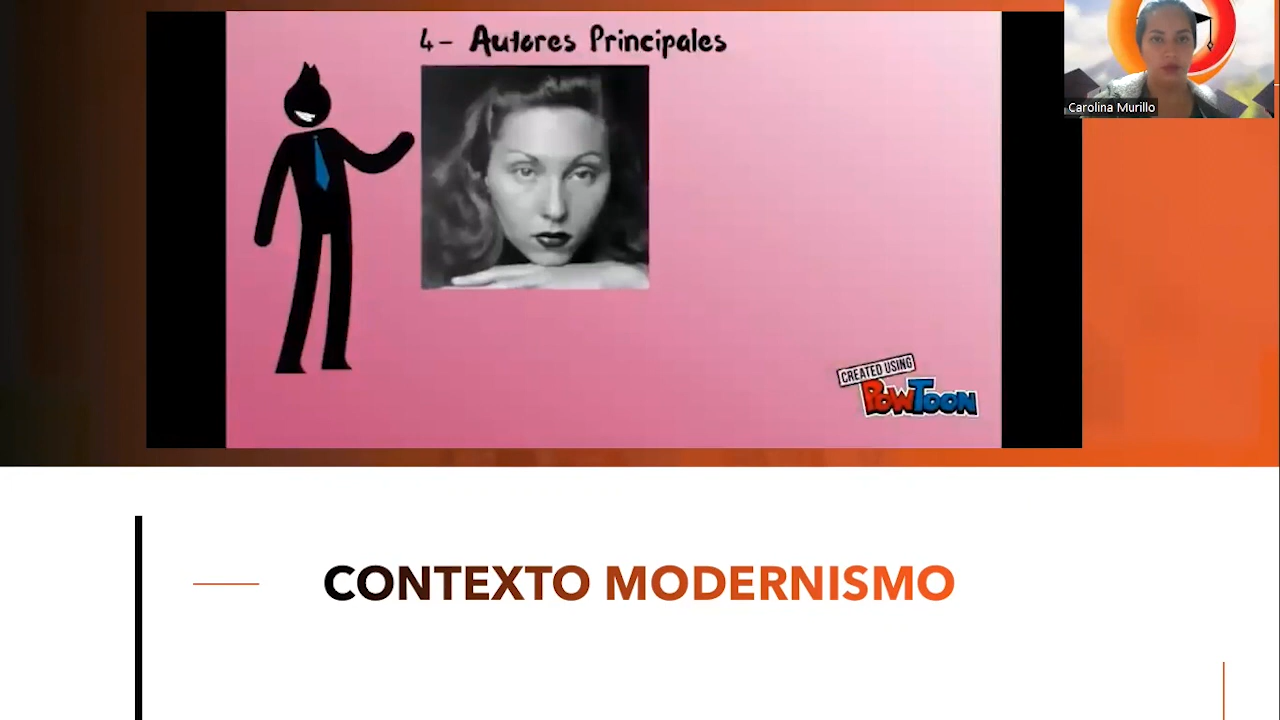 4- Autores Principales
Carolina Murillo
CREATED USING
POWTOON
CONTEXTO MODERNISMO